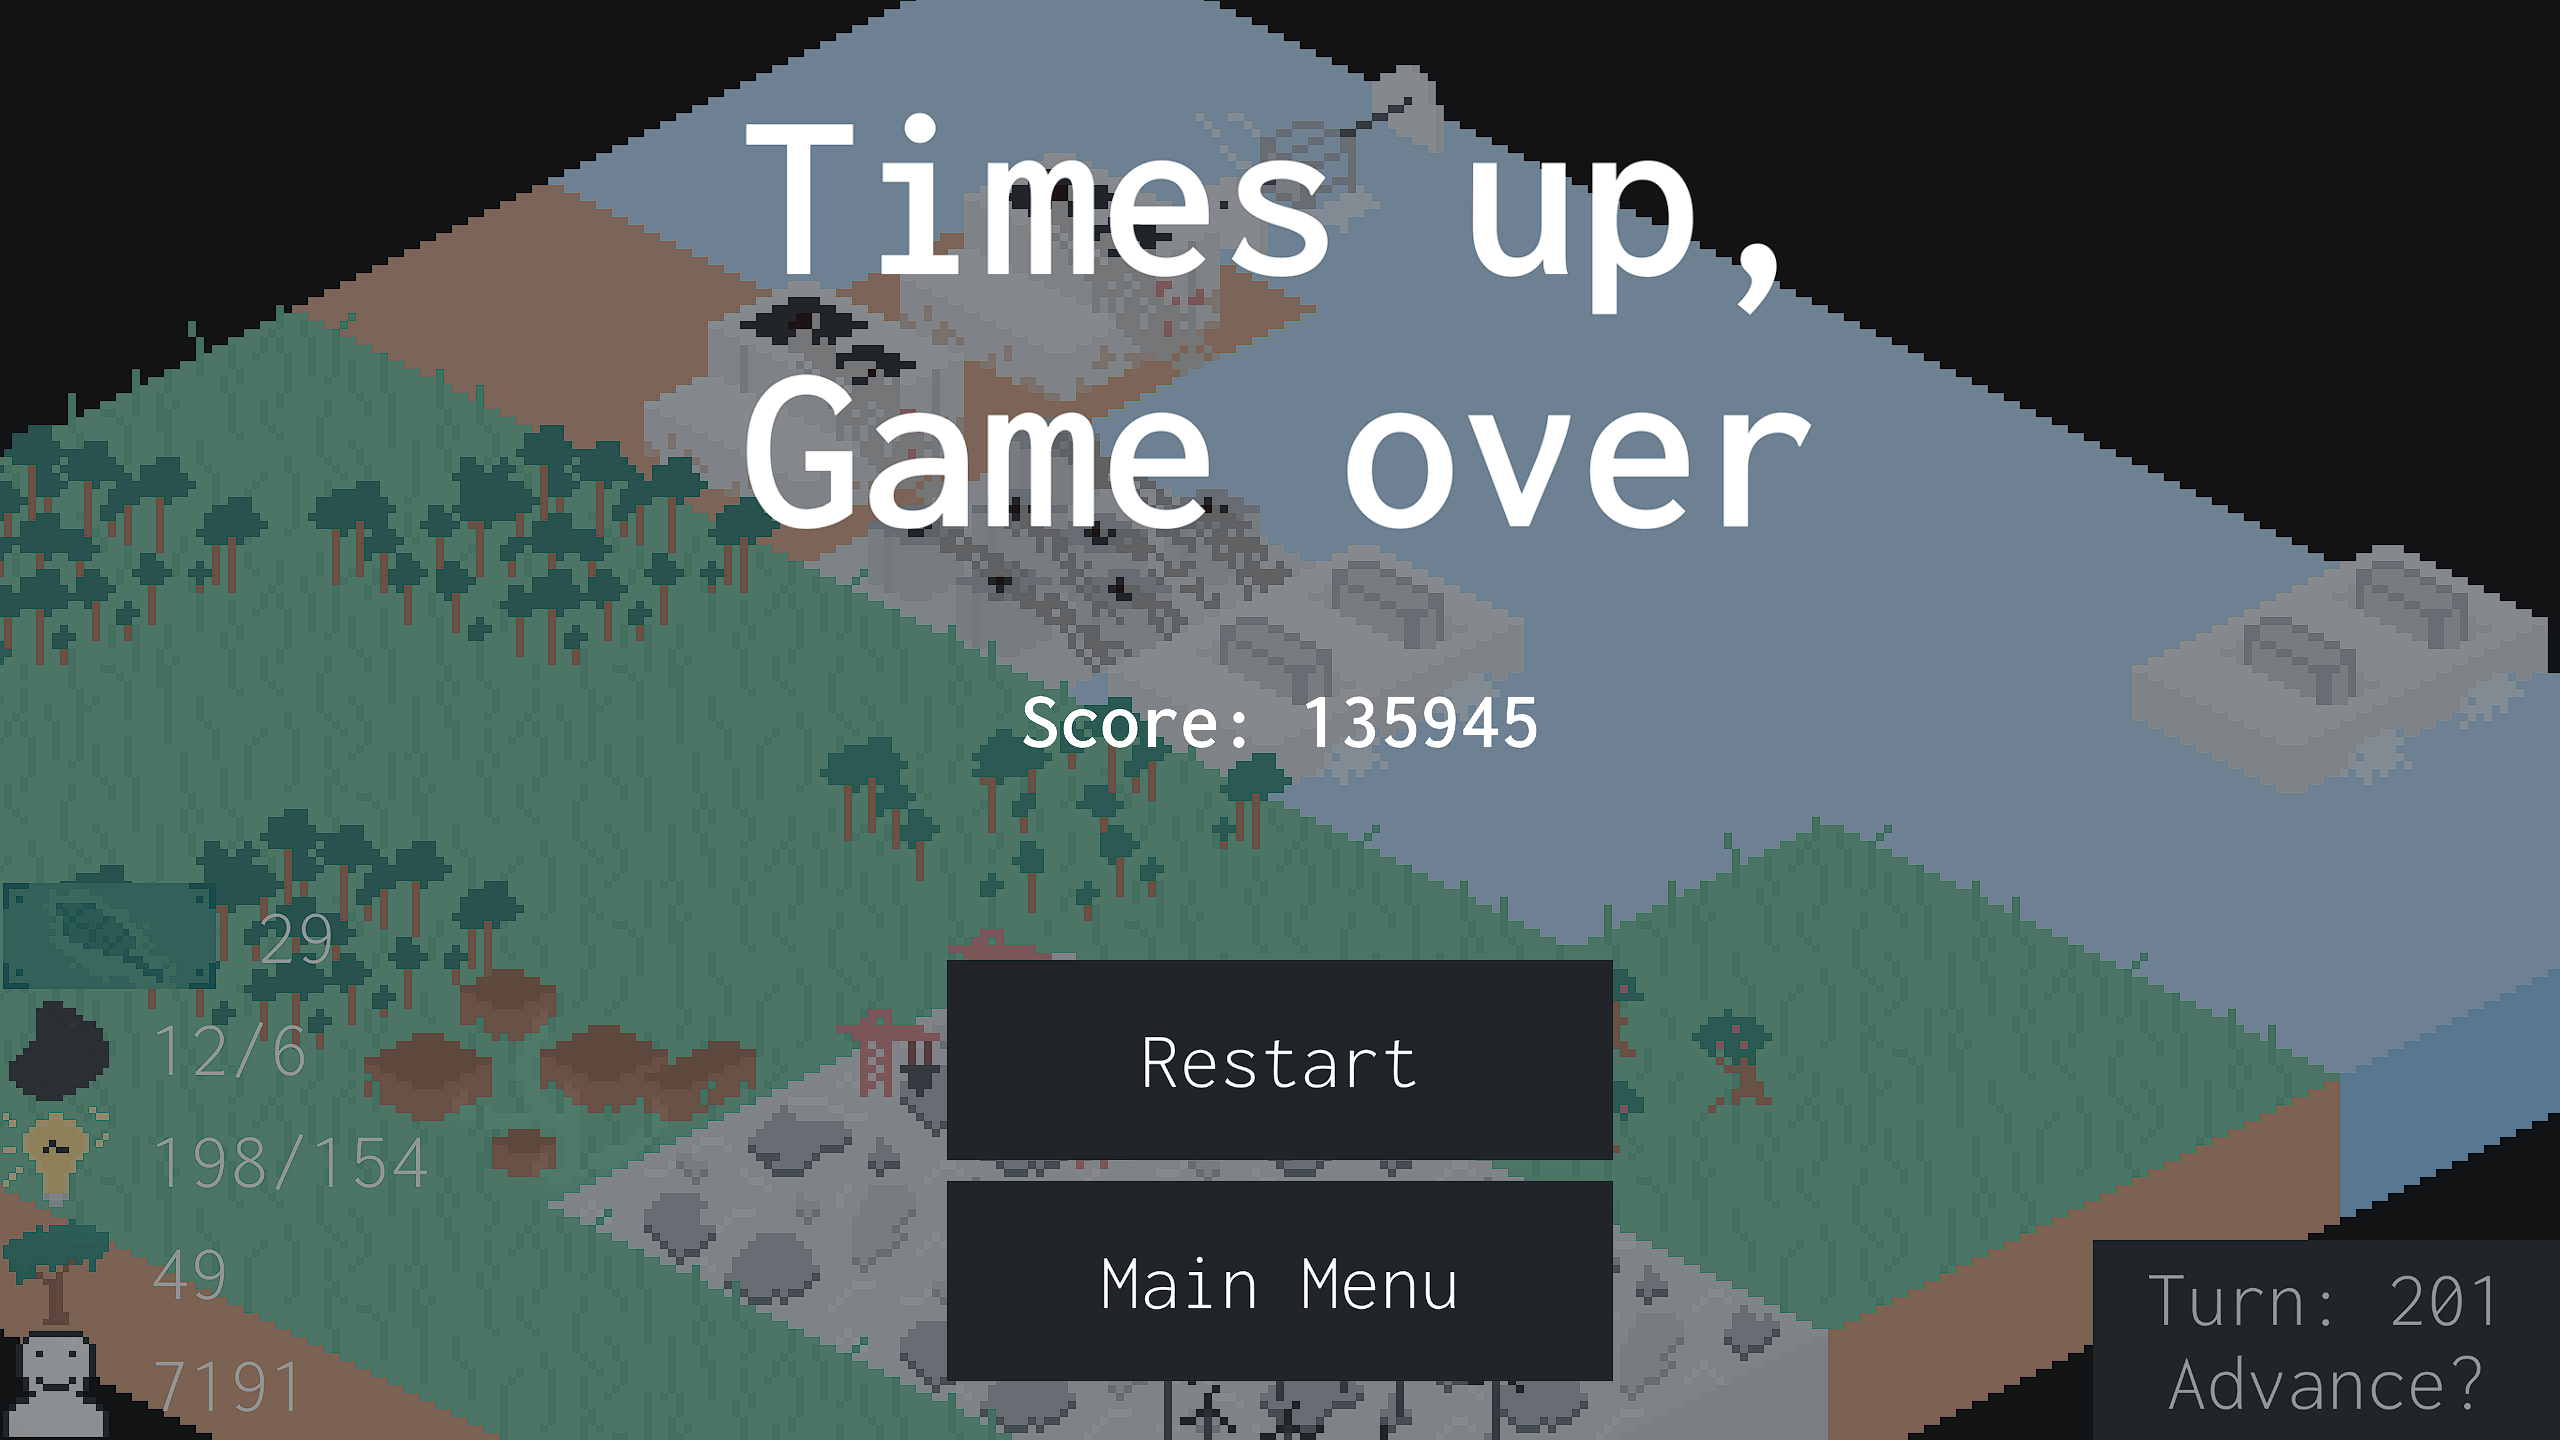 Times up,
Game over
Score: 135945
29
12/6
198/154
49
7191
Restart
Main Menu
Turn: 201
Advance?